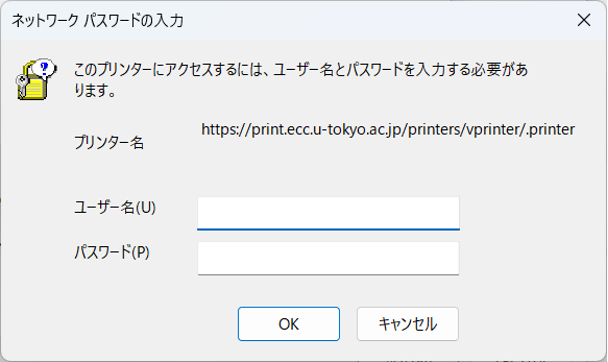 ネットワーク パスワードの入力
このプリンターにアクセスするには、ユーザー名とパスワードを入力する必要があ
ります。
プリンター名
https://print.ecc.u-tokyo.ac.jp/printers/vprinter/.printer
ユーザー名(U)
パスワード(P)
OK
キャンセル